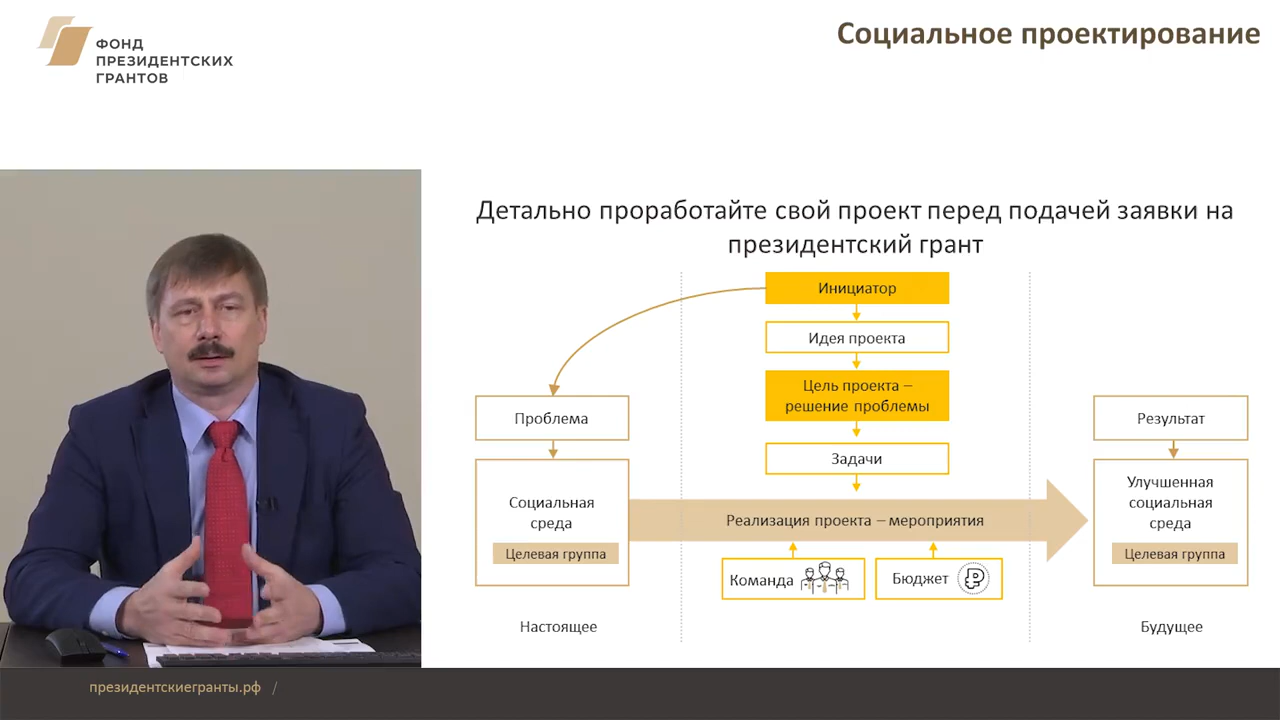 ФОНД
ПРЕЗИДЕНТСКИХ
ГРАНТОВ
Социальное проектирование
Детально проработайте свой проект перед подачей заявки на
президентский грант
Инициатор
Идея проекта
Цель проекта –
решение проблемы
Задачи
Проблема
Социальная
среда
Целевая группа
Реализация проекта – мероприятия
Команда
Бюджет
Результат
Улучшенная
социальная
среда
Целевая группа
Настоящее
Будущее
президентскиегранты.рф /